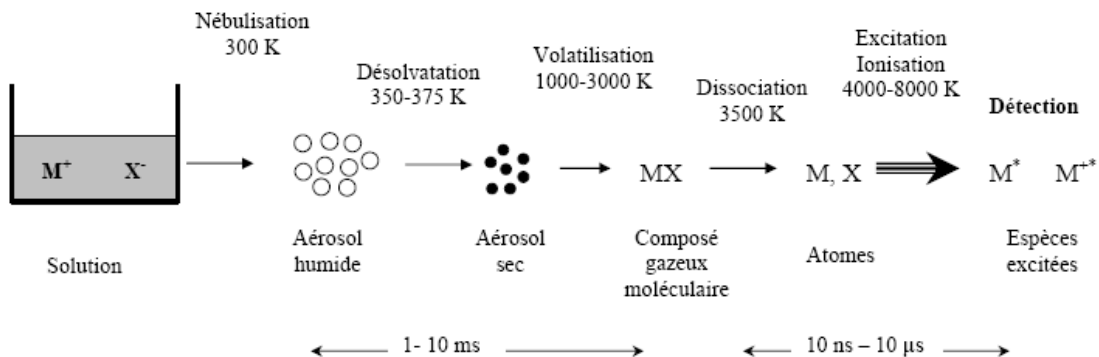 Nébulisation
300 K
Désolvatation
350-375 K
Volatilisation
1000-3000 K
Dissociation
3500 K
Excitation
Ionisation
4000-8000 K
Détection
M⁺ X⁻
MX
M, X
M* M⁺*
Solution
Aérosol
humide
Aérosol
sec
Composé
gazeux
moléculaire
Atomes
Espèces
excitées
1- 10 ms
10 ns – 10 µs